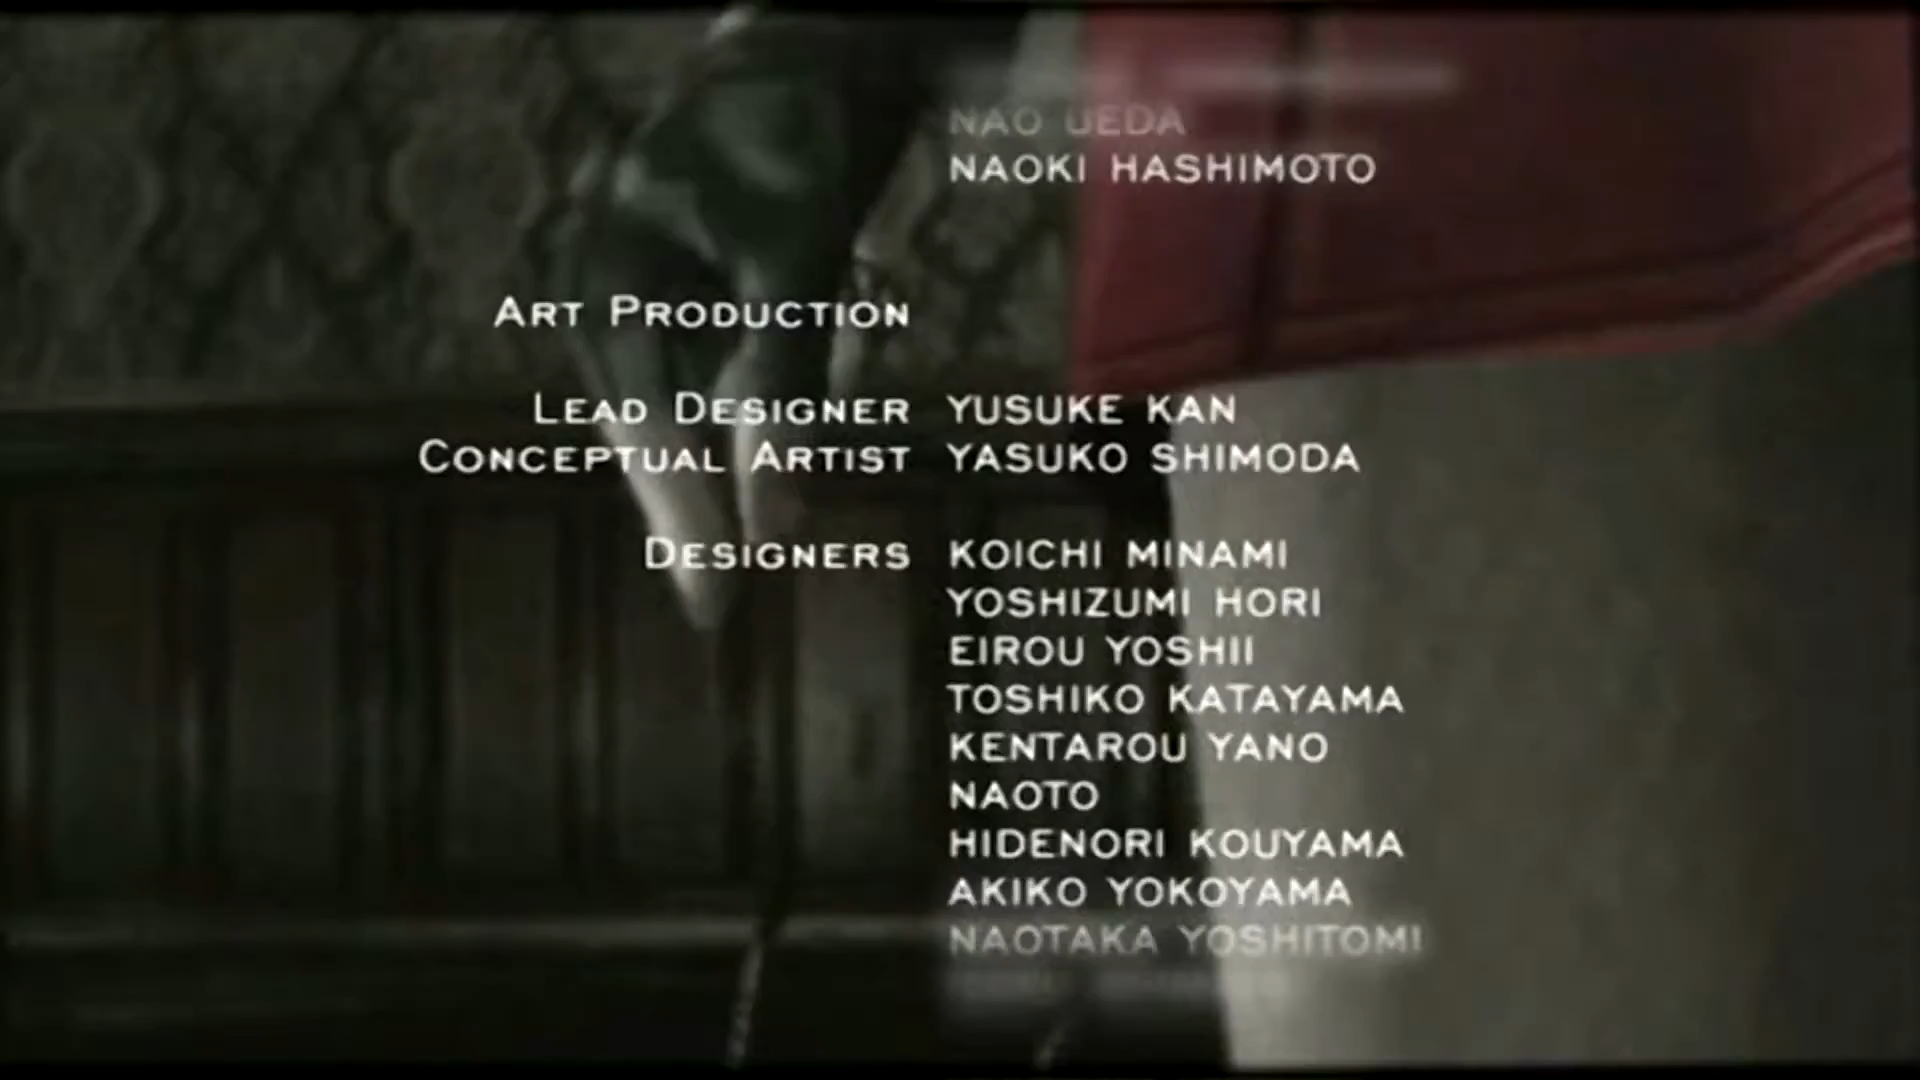 NAO UEDA
NAOKI HASHIMOTO
ART PRODUCTION
LEAD DESIGNER YUSUKE KAN
CONCEPTUAL ARTIST YASUKO SHIMODA
DESIGNERS KOICHI MINAMI
YOSHIZUMI HORI
EIROU YOSHII
TOSHIKO KATAYAMA
KENTAROU YANO
NAOTO
HIDENORI KOUYAMA
AKIKO YOKOYAMA
NAOTAKA YOSHITOMI